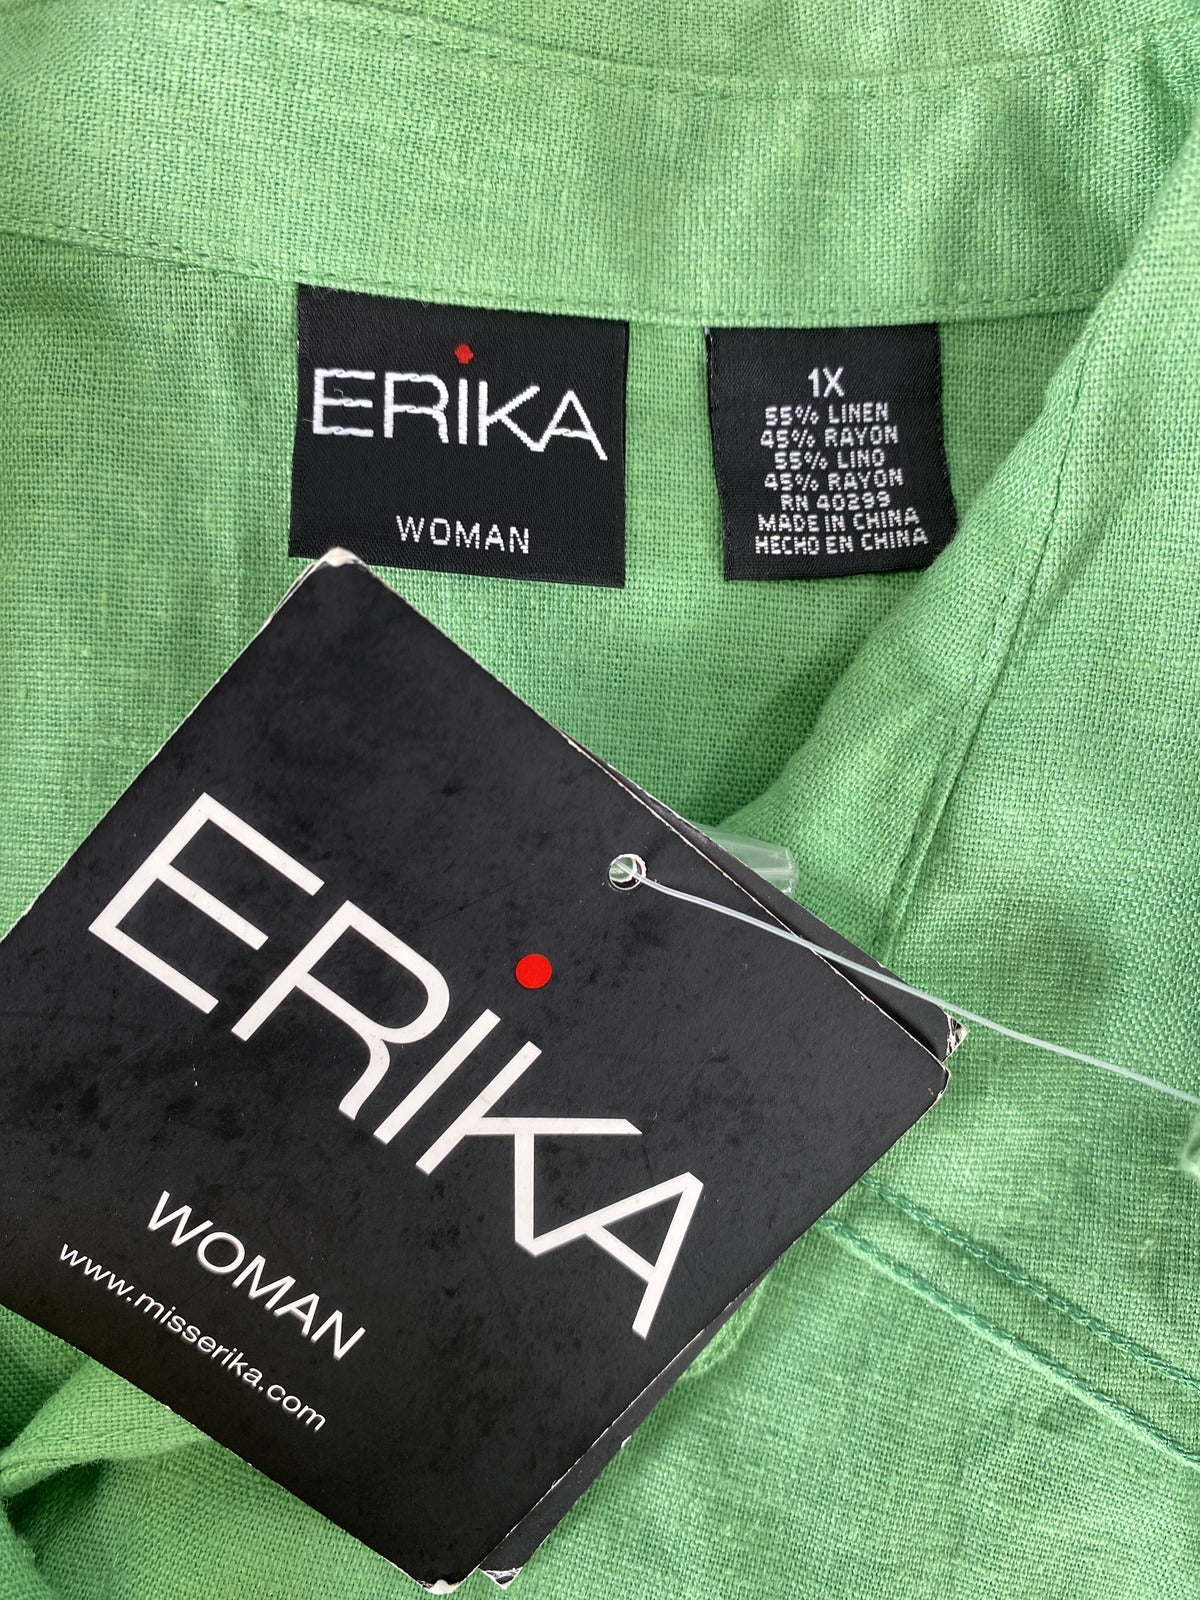 ERiKA
WOMAN
1X
55% LINEN
45% RAYON
55% LINO
45% RAYON
RN 40299
MADE IN CHINA
HECHO EN CHINA
ERiKA
WOMAN
www.misserika.com